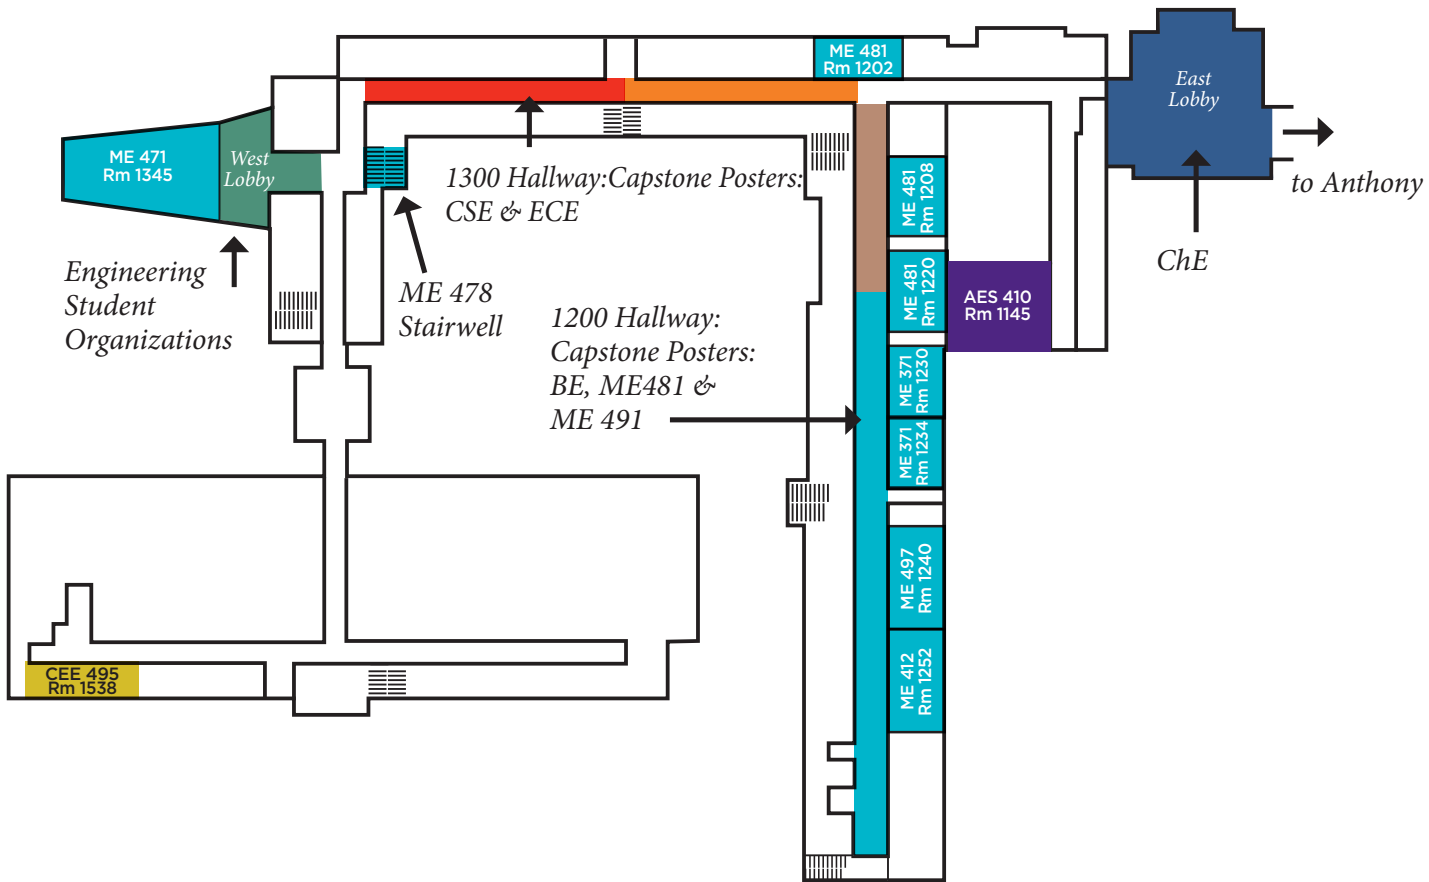 ME 481
Rm 1202
East
Lobby
to Anthony
ChE
ME 471
Rm 1345
West
Lobby
1300 Hallway:Capstone Posters:
CSE & ECE
Engineering
Student
Organizations
ME 478
Stairwell
1200 Hallway:
Capstone Posters:
BE, ME481 &
ME 491
ME 481
Rm 1208
ME 481
Rm 1220
AES 410
Rm 1145
ME 371
Rm 1230
ME 371
Rm 1234
ME 497
Rm 1240
ME 412
Rm 1252
CEE 495
Rm 1538